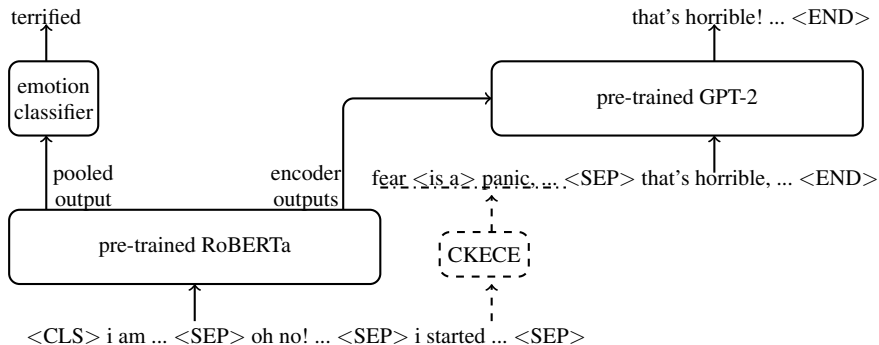 terrified
that's horrible! ... <END>
emotion
classifier
pre-trained GPT-2
pooled
output
encoder
outputs
fear <is a> panic, ... <SEP> that's horrible, ... <END>
pre-trained RoBERTa
CKECE
<CLS> i am ... <SEP> oh no! ... <SEP> i started ... <SEP>